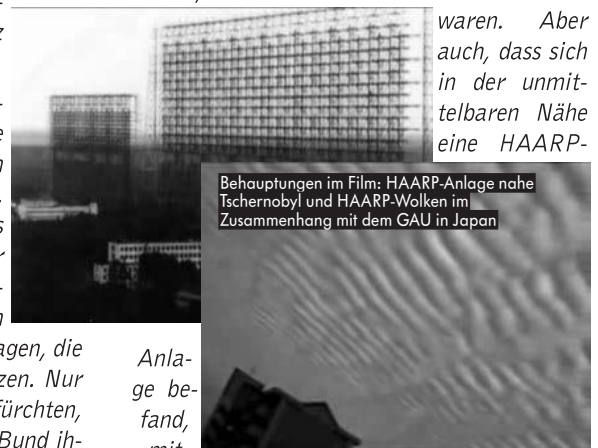 waren. Aber
auch, dass sich
in der unmit-
telbaren Nähe
eine HAARP-
Behauptungen im Film: HAARP-Anlage nahe
Tschernobyl und HAARP-Wolken im
Zusammenhang mit dem GAU in Japan
agen, die
zen. Nur
fürchten,
Bund ih-
Anla-
ge be-
fand,